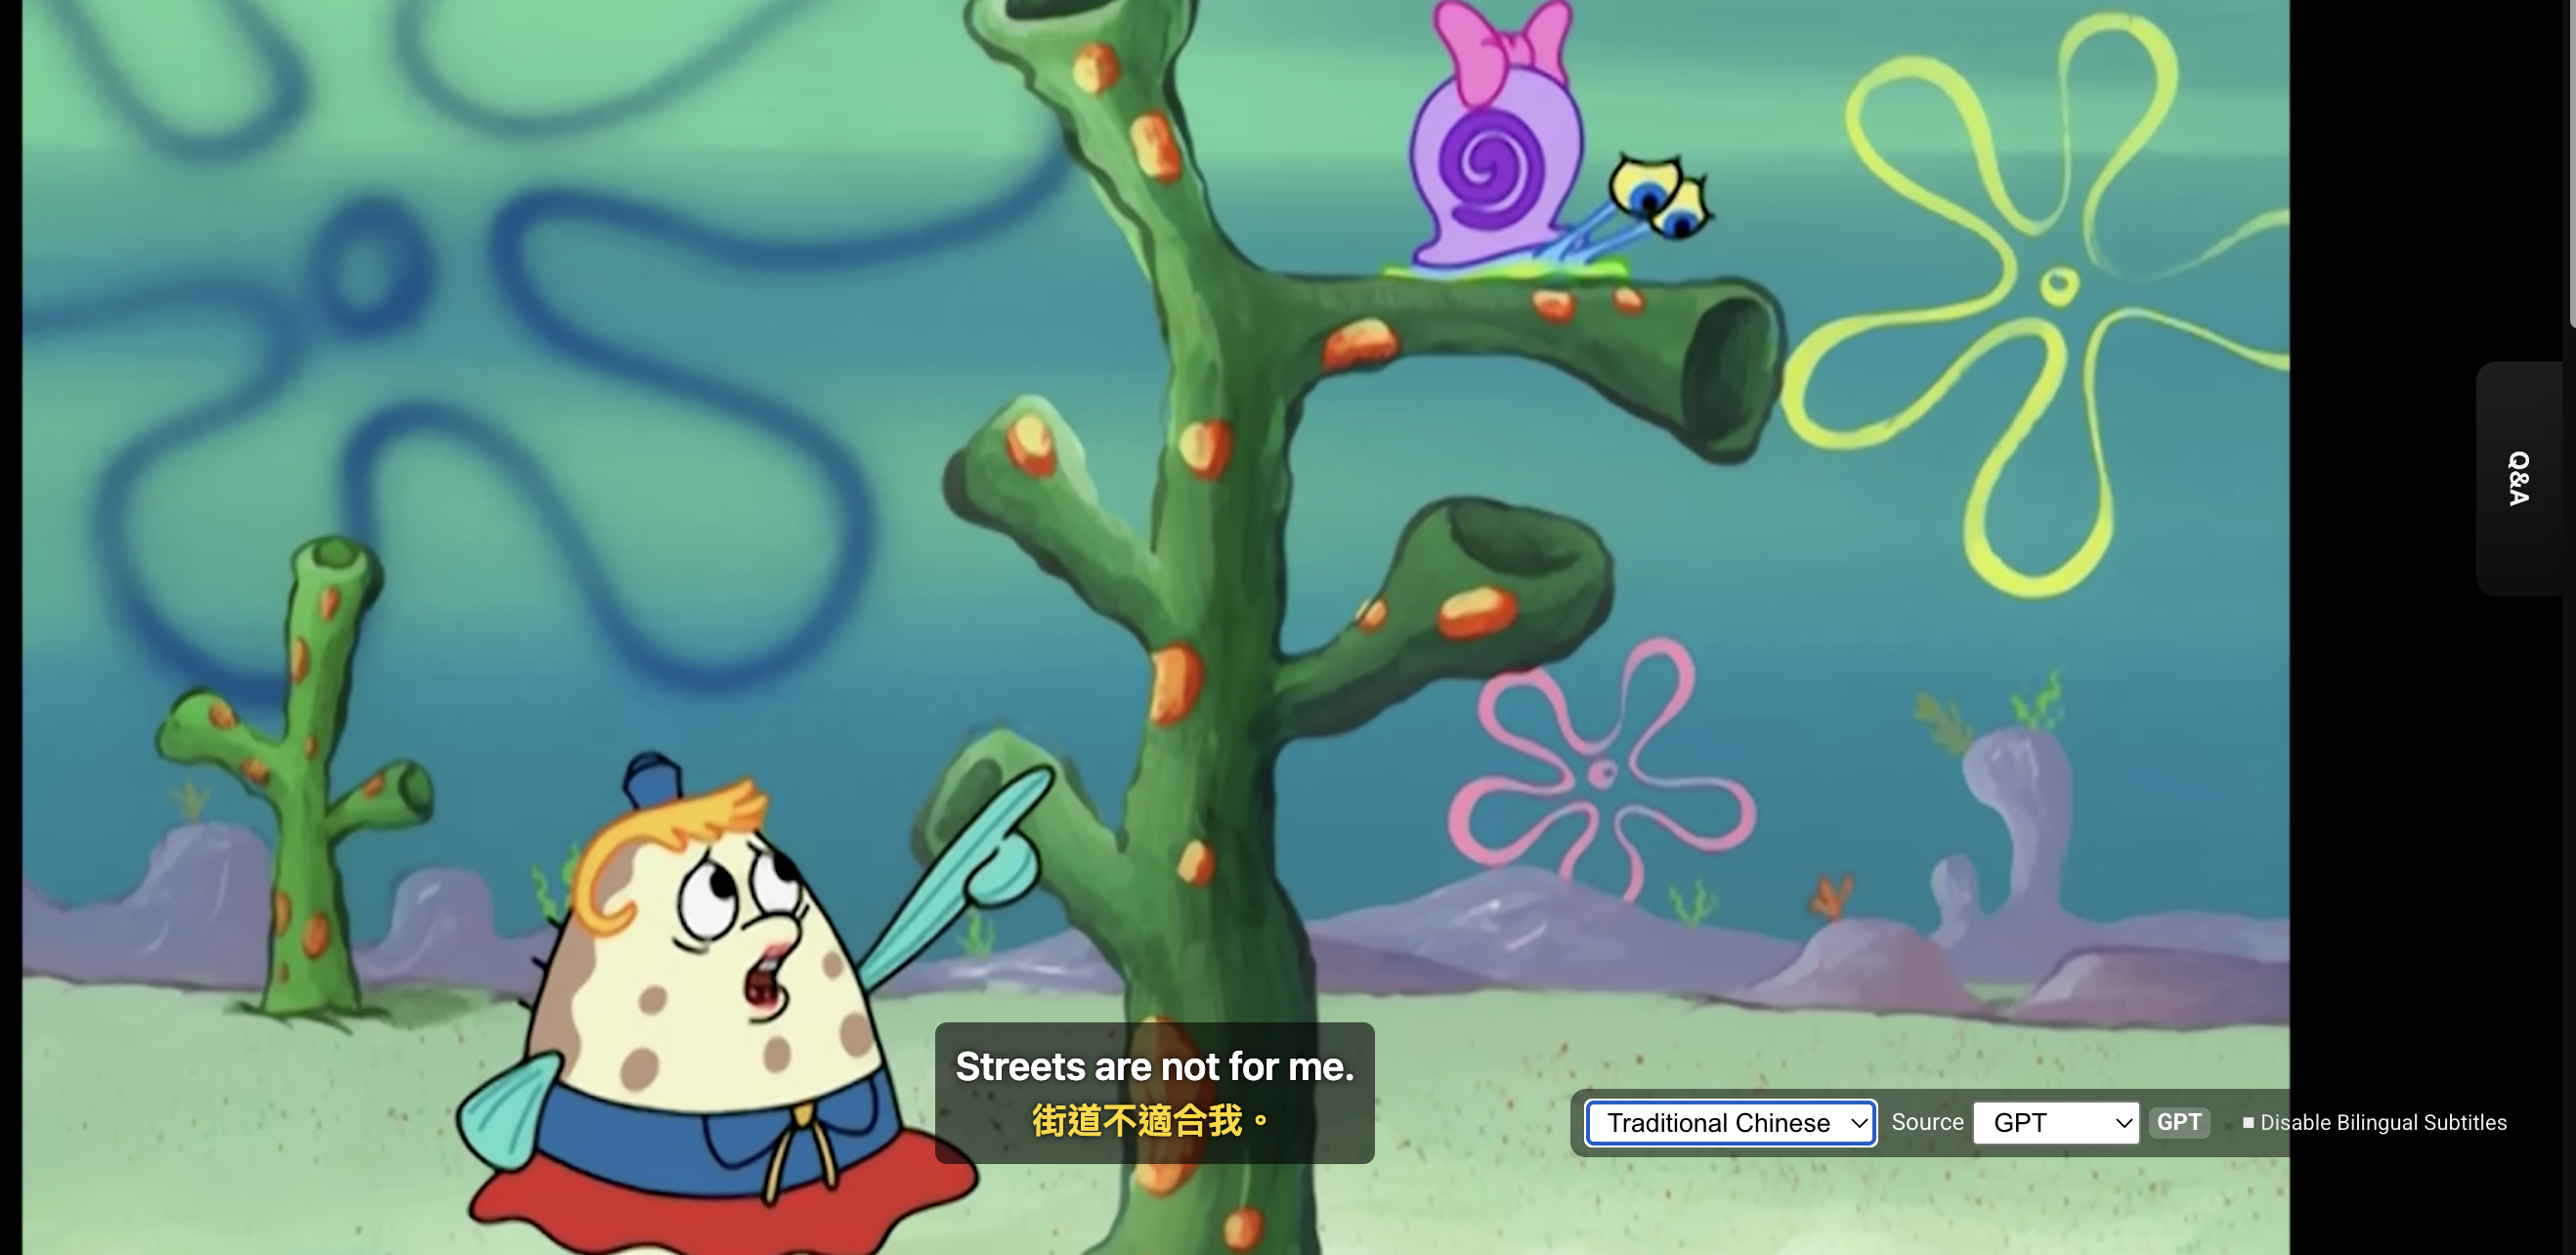 Q&A
Streets are not for me.
街道不適合我。
Traditional Chinese Source GPT GPT Disable Bilingual Subtitles